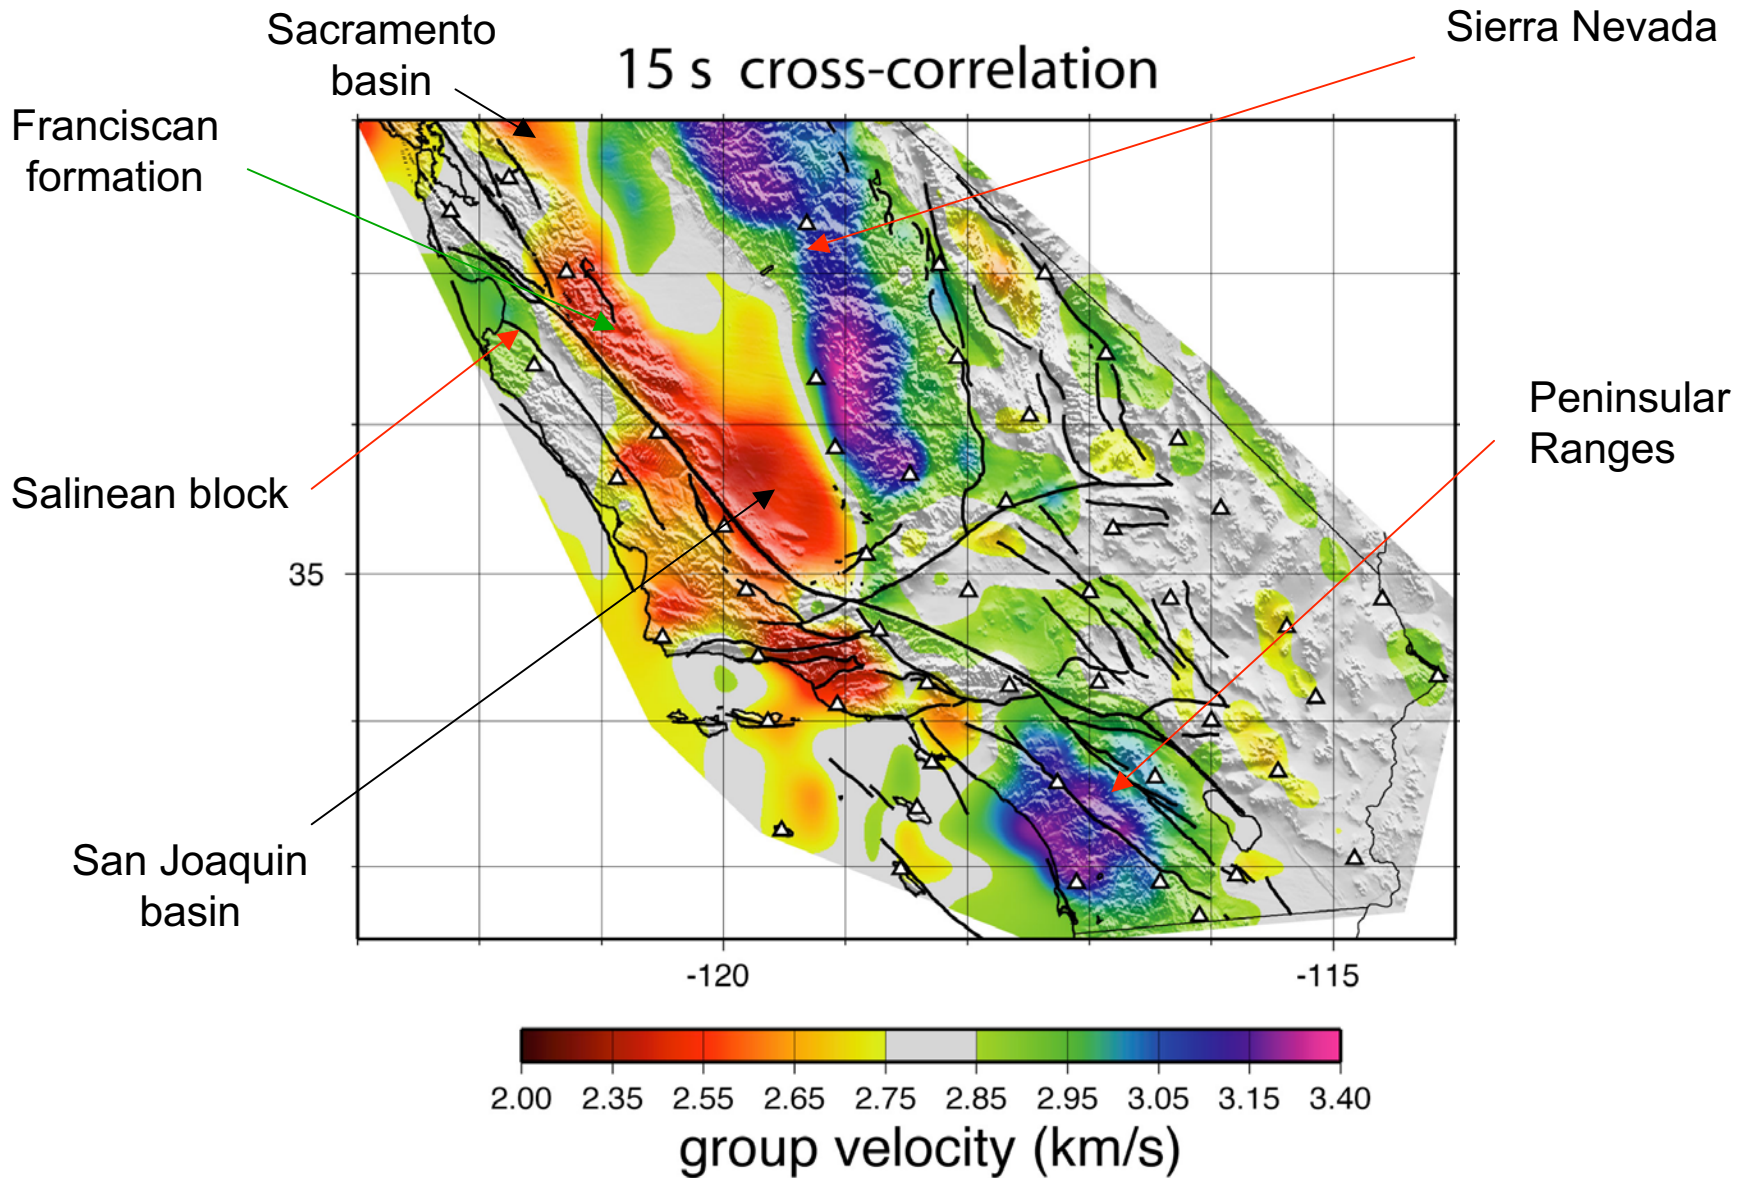 Sacramento
basin
Sierra Nevada
15 s cross-correlation
Franciscan
formation
Peninsular
Ranges
Salinean block
35
San Joaquin
basin
-120
-115
2.00 2.35 2.55 2.65 2.75 2.85 2.95 3.05 3.15 3.40
group velocity (km/s)